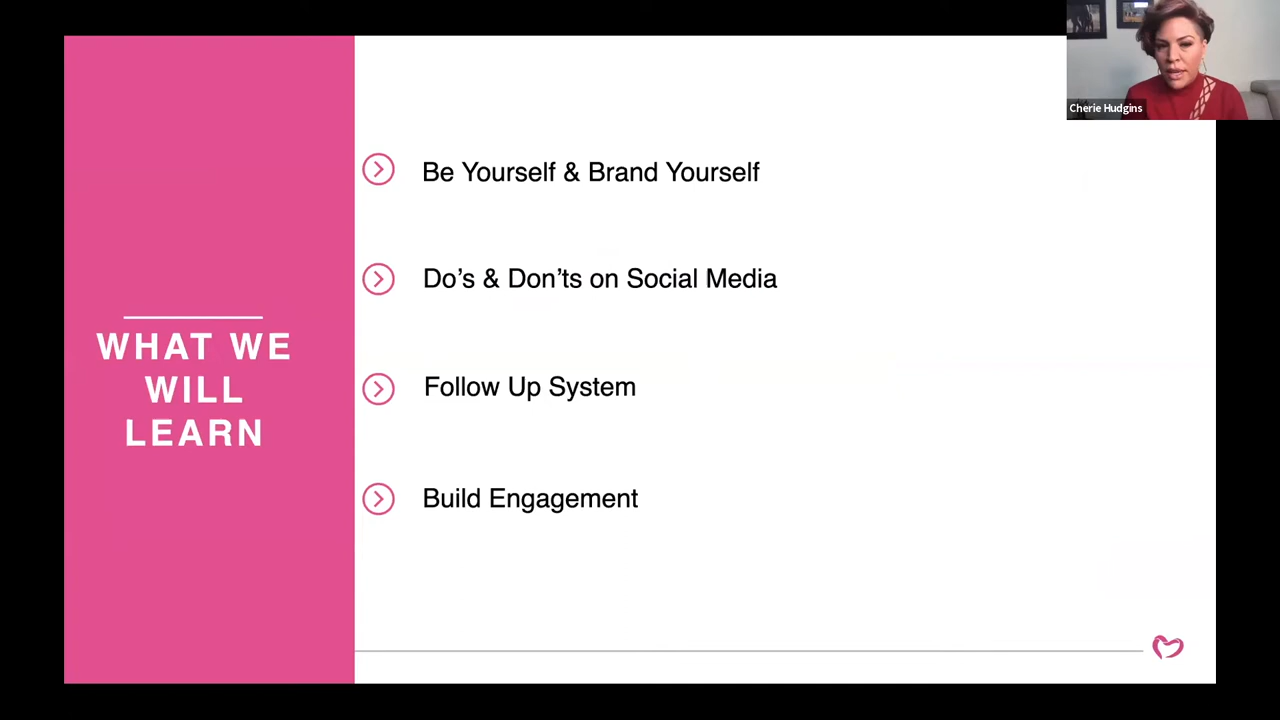 Cherie Hudgins
WHAT WE
WILL
LEARN
Be Yourself & Brand Yourself
Do’s & Don’ts on Social Media
Follow Up System
Build Engagement